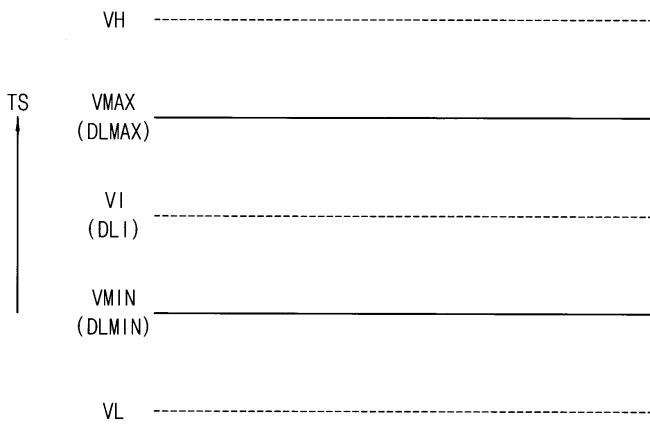 VH
TS
VMAX
(DLMAX)
VI
(DLI)
VMIN
(DLMIN)
VL